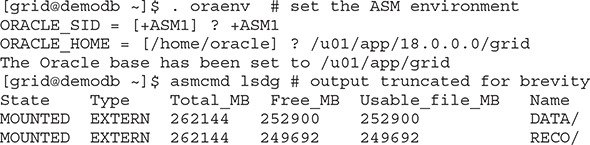 [grid@demodb ~]$ . oraenv  # set the ASM environment
ORACLE_SID = [+ASM1] ? +ASM1
ORACLE_HOME = [/home/oracle] ? /u01/app/18.0.0.0/grid
The Oracle base has been set to /u01/app/grid
[grid@demodb ~]$ asmcmd lsdg # output truncated for brevity
State    Type    Total_MB  Free_MB  Usable_file_MB   Name
MOUNTED  EXTERN  262144    252900   252900           DATA/
MOUNTED  EXTERN  262144    249692   249692           RECO/